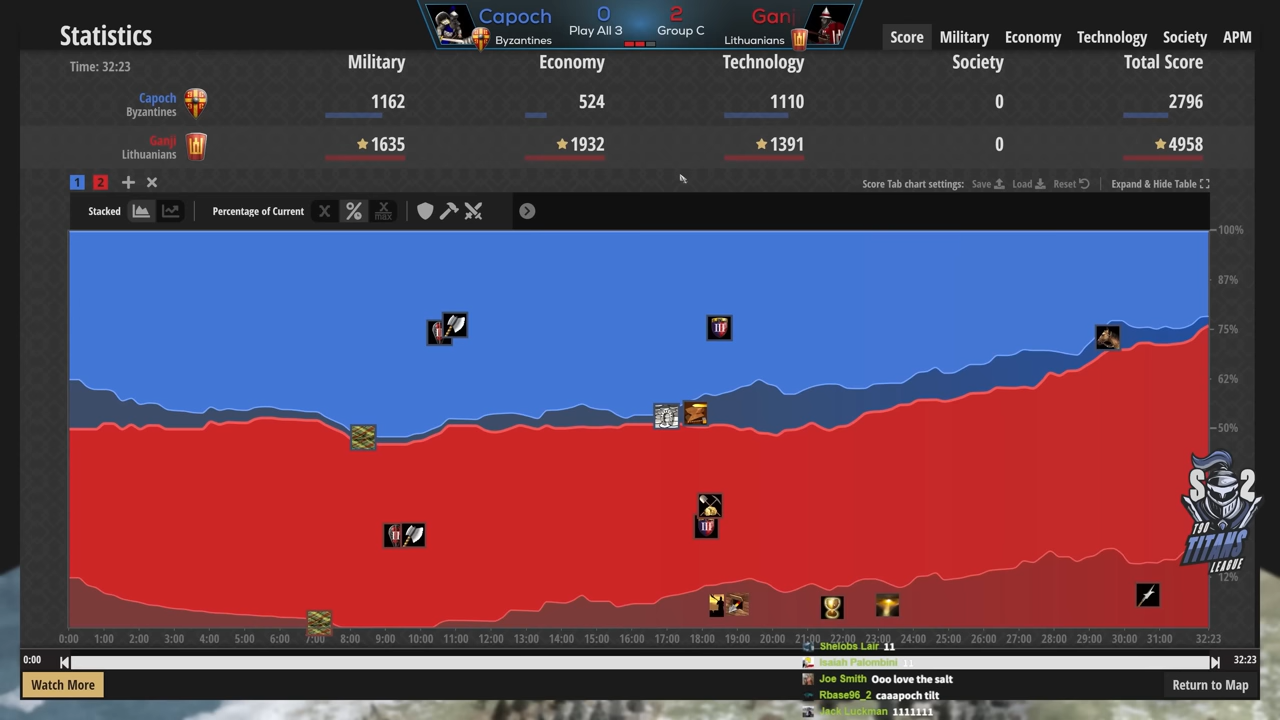 Statistics
Capoch 0 2 Ganj
Play All 3 Group C
Byzantines Lithuanians
Score Military Economy Technology Society APM
Time: 32:23 Military Economy Technology Society Total Score
Capoch
Byzantines
1162 524 1110 0 2796
Ganji
Lithuanians
1635 1932 1391 0 4958
1 2
Score Tab chart settings: Save Load Reset Expand & Hide Table
Stacked Percentage of Current X % X max
100%
87%
75%
62%
50%
12%
S 2
TSG
TITANS
LEAGUE
0:00 1:00 2:00 3:00 4:00 5:00 6:00 7:00 8:00 9:00 10:00 11:00 12:00 13:00 14:00 15:00 16:00 17:00 18:00 19:00 20:00 21:00 22:00 23:00 24:00 25:00 26:00 27:00 28:00 29:00 30:00 31:00 32:23
Shelobs Lair 11
0:00 32:23
Isaiah Palombini 11
Joe Smith Ooo love the salt
Watch More Return to Map
Rbase96_2 caaapoch tilt
Jack Luckman 1111111